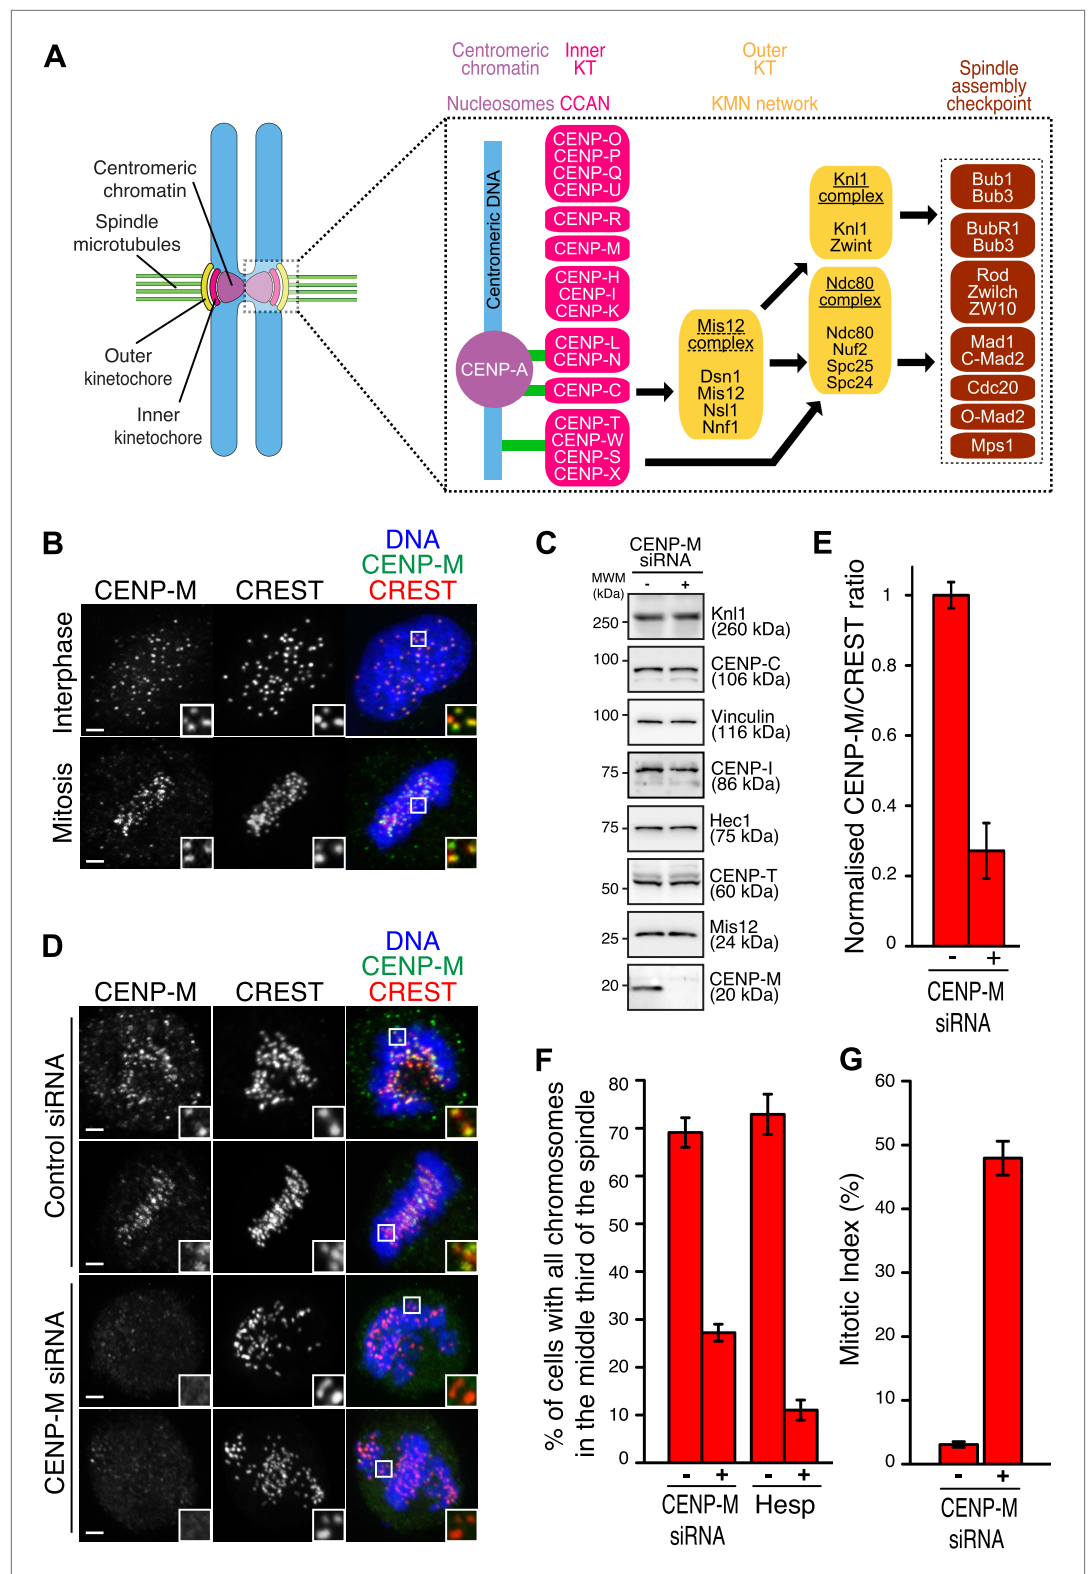 A
Centromeric
chromatin
Inner
KT
Outer
KT
Spindle
assembly
checkpoint
Nucleosomes
CCAN
KMN network
Centromeric
chromatin
Spindle
microtubules
Outer
kinetochore
Inner
kinetochore
Centromeric DNA
CENP-A
CENP-O
CENP-P
CENP-Q
CENP-U
CENP-R
CENP-M
CENP-H
CENP-I
CENP-K
CENP-L
CENP-N
CENP-C
CENP-T
CENP-W
CENP-S
CENP-X
Mis12
complex
Dsn1
Mis12
Nsl1
Nnf1
Knl1
complex
Knl1
Zwint
Ndc80
complex
Ndc80
Nuf2
Spc25
Spc24
Bub1
Bub3
BubR1
Bub3
Rod
Zwilch
ZW10
Mad1
C-Mad2
Cdc20
O-Mad2
Mps1
B
CENP-M
CREST
DNA
CENP-M
CREST
Interphase
Mitosis
C
CENP-M
siRNA
MWM
(kDa)
- +
250
Knl1
(260 kDa)
100
CENP-C
(106 kDa)
100
Vinculin
(116 kDa)
75
CENP-I
(86 kDa)
75
Hec1
(75 kDa)
50
CENP-T
(60 kDa)
25
Mis12
(24 kDa)
20
CENP-M
(20 kDa)
D
CENP-M
CREST
DNA
CENP-M
CREST
Control siRNA
CENP-M siRNA
E
Normalised CENP-M/CREST ratio
1
0.8
0.6
0.4
0.2
0
- +
CENP-M
siRNA
F
% of cells with all chromosomes
in the middle third of the spindle
80
70
60
50
40
30
20
10
0
- + - +
CENP-M
siRNA
Hesp
G
Mitotic Index (%)
60
50
40
30
20
10
0
- +
CENP-M
siRNA